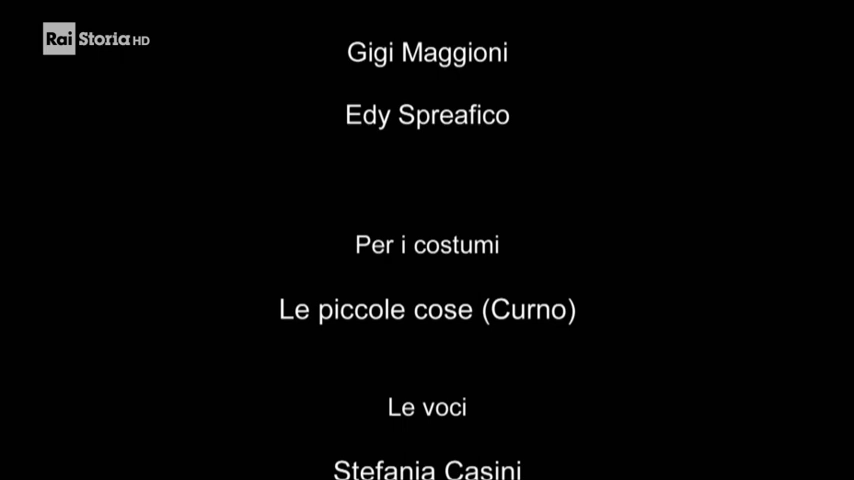 Rai Storia HD
Gigi Maggioni
Edy Spreafico
Per i costumi
Le piccole cose (Curno)
Le voci
Stefania Casini